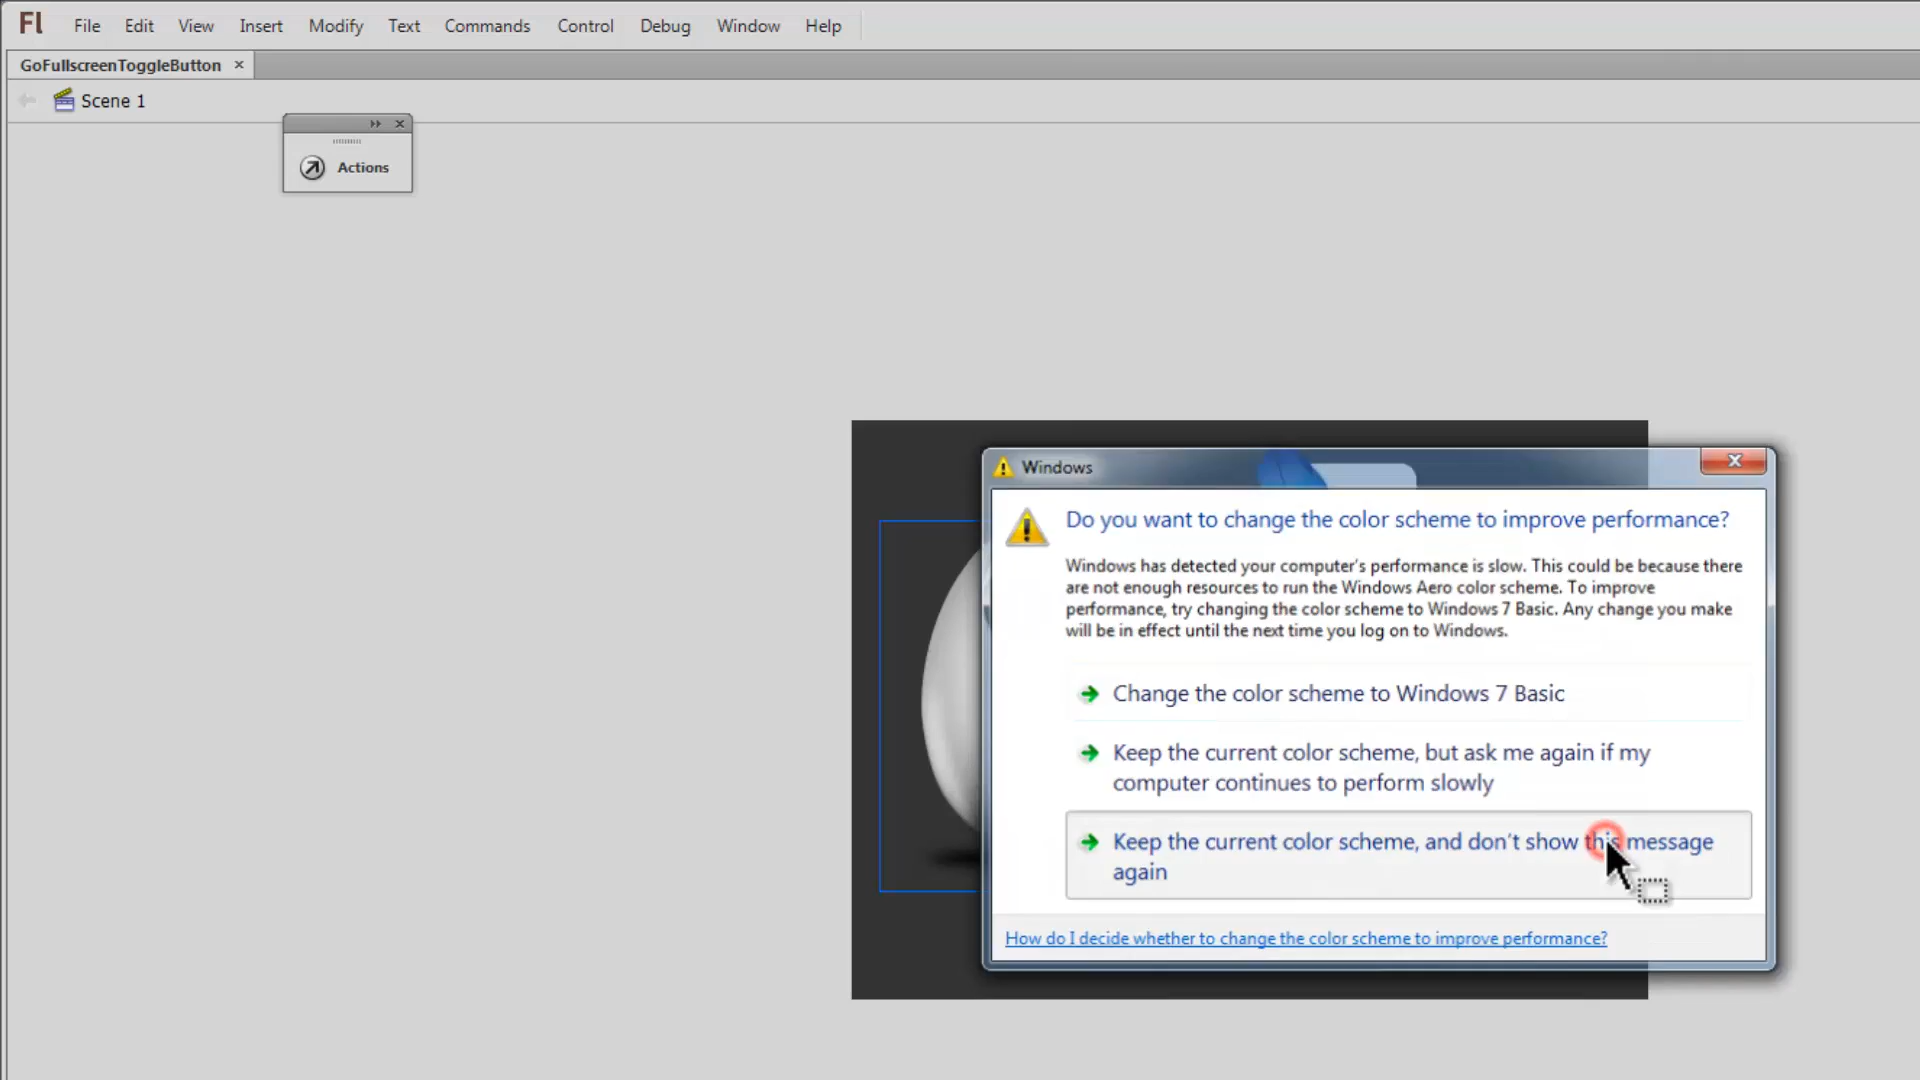 Fl File Edit View Insert Modify Text Commands Control Debug Window Help
GoFullscreenToggleButton
Scene 1
Actions
Windows
Do you want to change the color scheme to improve performance?
Windows has detected your computer's performance is slow. This could be because there
are not enough resources to run the Windows Aero color scheme. To improve
performance, try changing the color scheme to Windows 7 Basic. Any change you make
will be in effect until the next time you log on to Windows.
Change the color scheme to Windows 7 Basic
Keep the current color scheme, but ask me again if my
computer continues to perform slowly
Keep the current color scheme, and don't show this message
again
How do I decide whether to change the color scheme to improve performance?